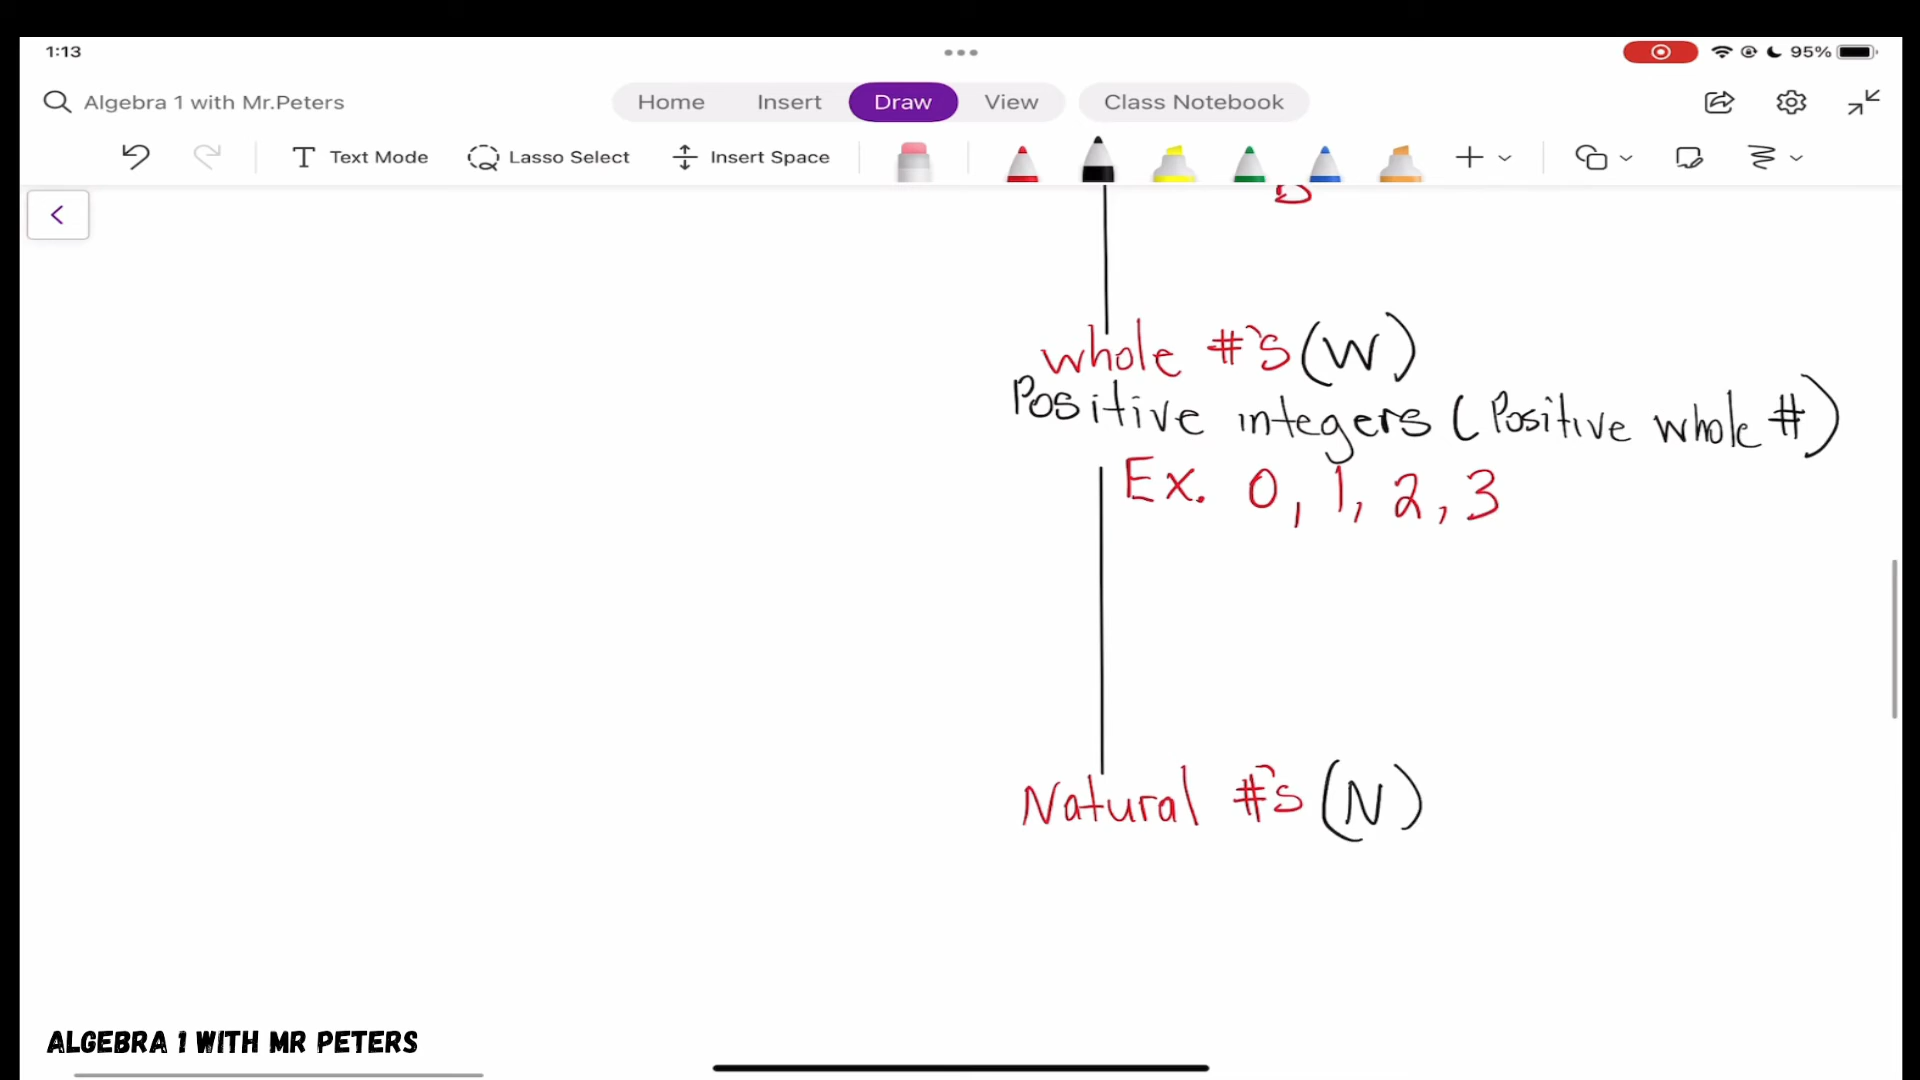 1:13
95%
Algebra 1 with Mr.Peters
Home Insert Draw View Class Notebook
Text Mode Lasso Select Insert Space
whole #'s (W)
Positive integers (Positive whole #)
Ex. 0, 1, 2, 3
Natural #'s (N)
ALGEBRA 1 WITH MR PETERS